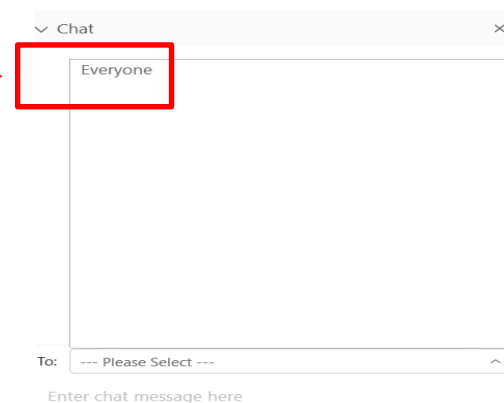 Chat
Everyone
To: --- Please Select ---
Enter chat message here